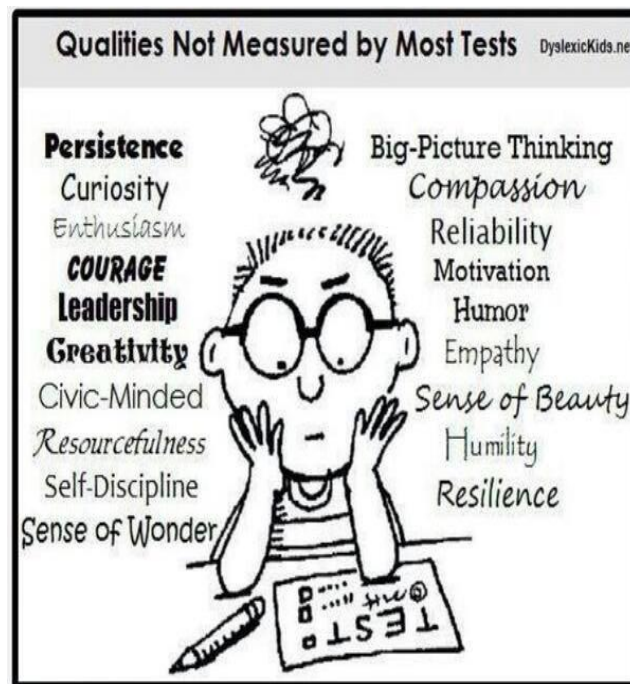 Qualities Not Measured by Most Tests DyslexicKids.ne
Persistence
Curiosity
Enthusiasm
COURAGE
Leadership
Creativity
Civic-Minded
Resourcefulness
Self-Discipline
Sense of Wonder
Big-Picture Thinking
Compassion
Reliability
Motivation
Humor
Empathy
Sense of Beauty
Humility
Resilience
TEST